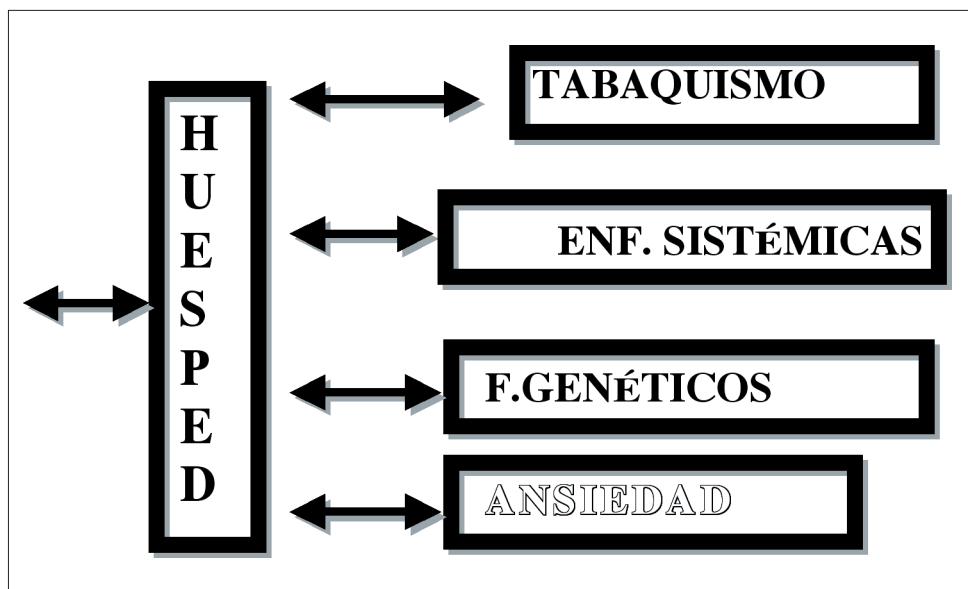 HUESPED
TABAQUISMO
ENF. SISTÉMICAS
F.GENÉTICOS
ANSIEDAD